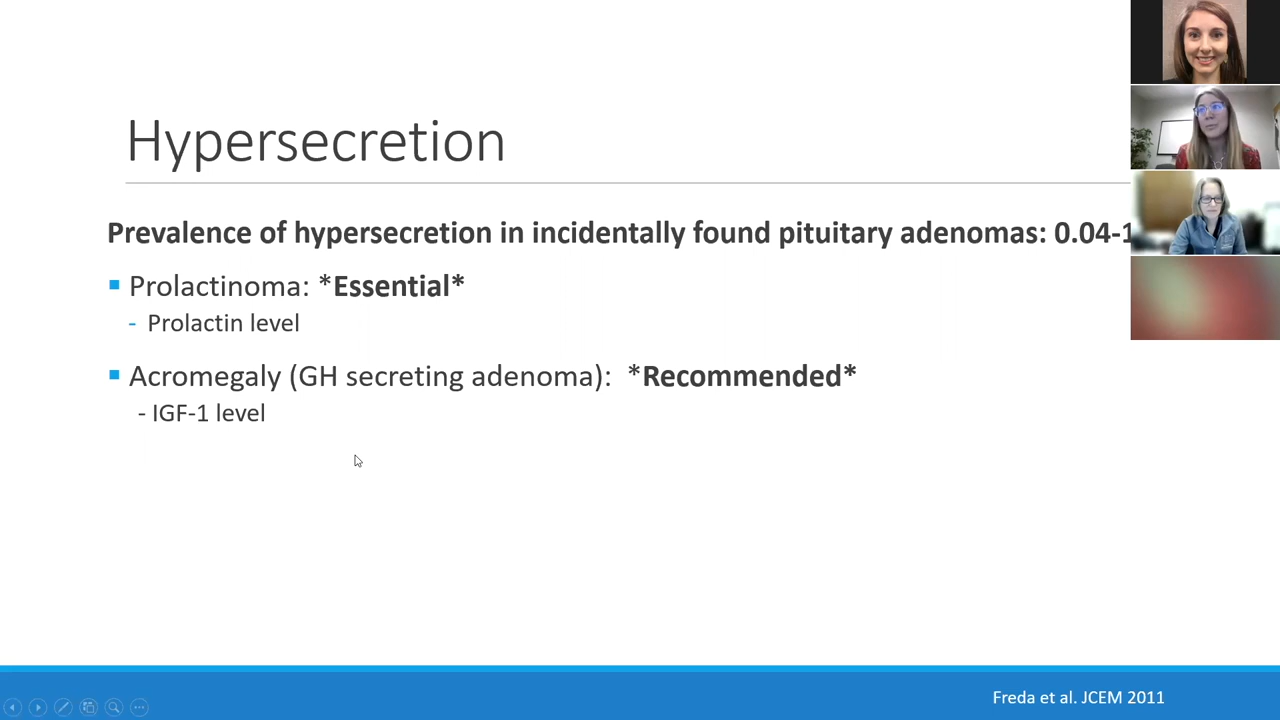 Hypersecretion
Prevalence of hypersecretion in incidentally found pituitary adenomas: 0.04-1
Prolactinoma: *Essential*
- Prolactin level
Acromegaly (GH secreting adenoma): *Recommended*
- IGF-1 level
Freda et al. JCEM 2011